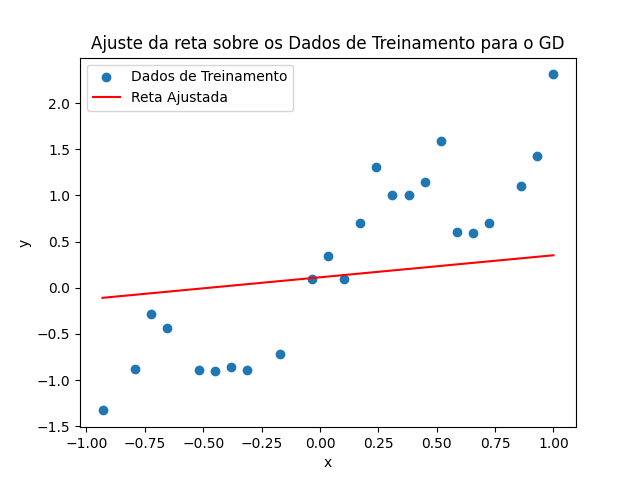 Ajuste da reta sobre os Dados de Treinamento para o GD
Dados de Treinamento
Reta Ajustada
y
2.0
1.5
1.0
0.5
0.0
−0.5
−1.0
−1.5
−1.00 −0.75 −0.50 −0.25 0.00 0.25 0.50 0.75 1.00
x